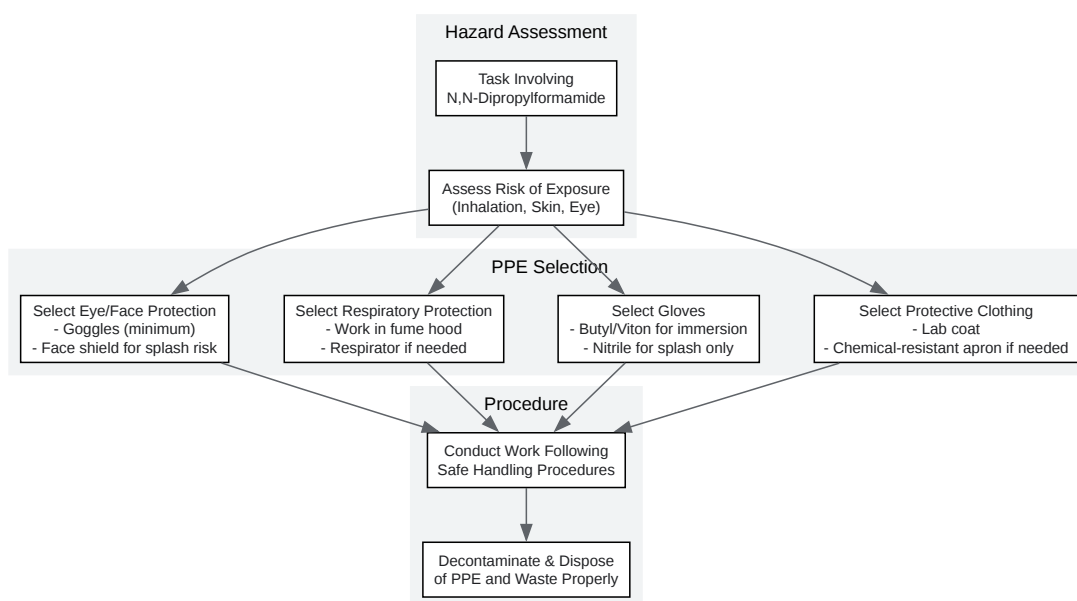 Hazard Assessment
Task Involving
N,N-Dipropylformamide
Assess Risk of Exposure
(Inhalation, Skin, Eye)
PPE Selection
Select Eye/Face Protection
- Goggles (minimum)
- Face shield for splash risk
Select Respiratory Protection
- Work in fume hood
- Respirator if needed
Select Gloves
- Butyl/Viton for immersion
- Nitrile for splash only
Select Protective Clothing
- Lab coat
- Chemical-resistant apron if needed
Procedure
Conduct Work Following
Safe Handling Procedures
Decontaminate & Dispose
of PPE and Waste Properly